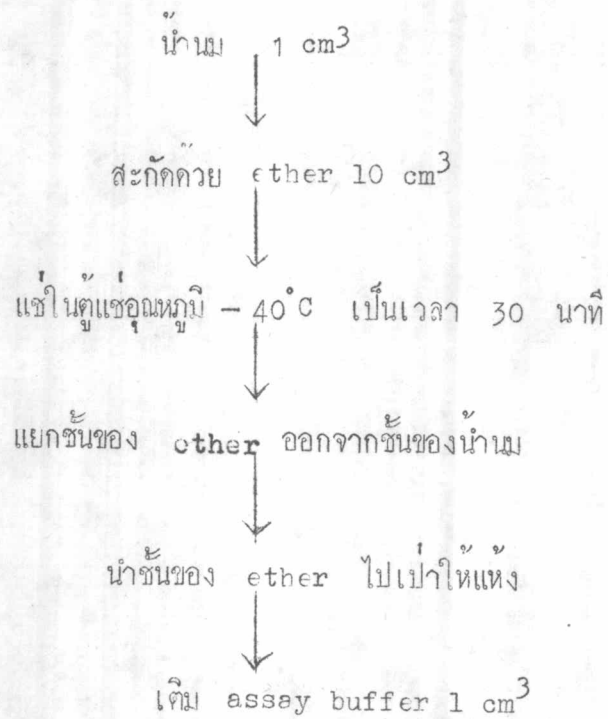 น้ำนม 1 cm³
สะกัดด้วย ether 10 cm³
แช่ในตู้แช่อุณหภูมิ – 40°C เป็นเวลา 30 นาที
แยกชั้นของ ether ออกจากชั้นของน้ำนม
นำชั้นของ ether ไปเป่าให้แห้ง
เติม assay buffer 1 cm³